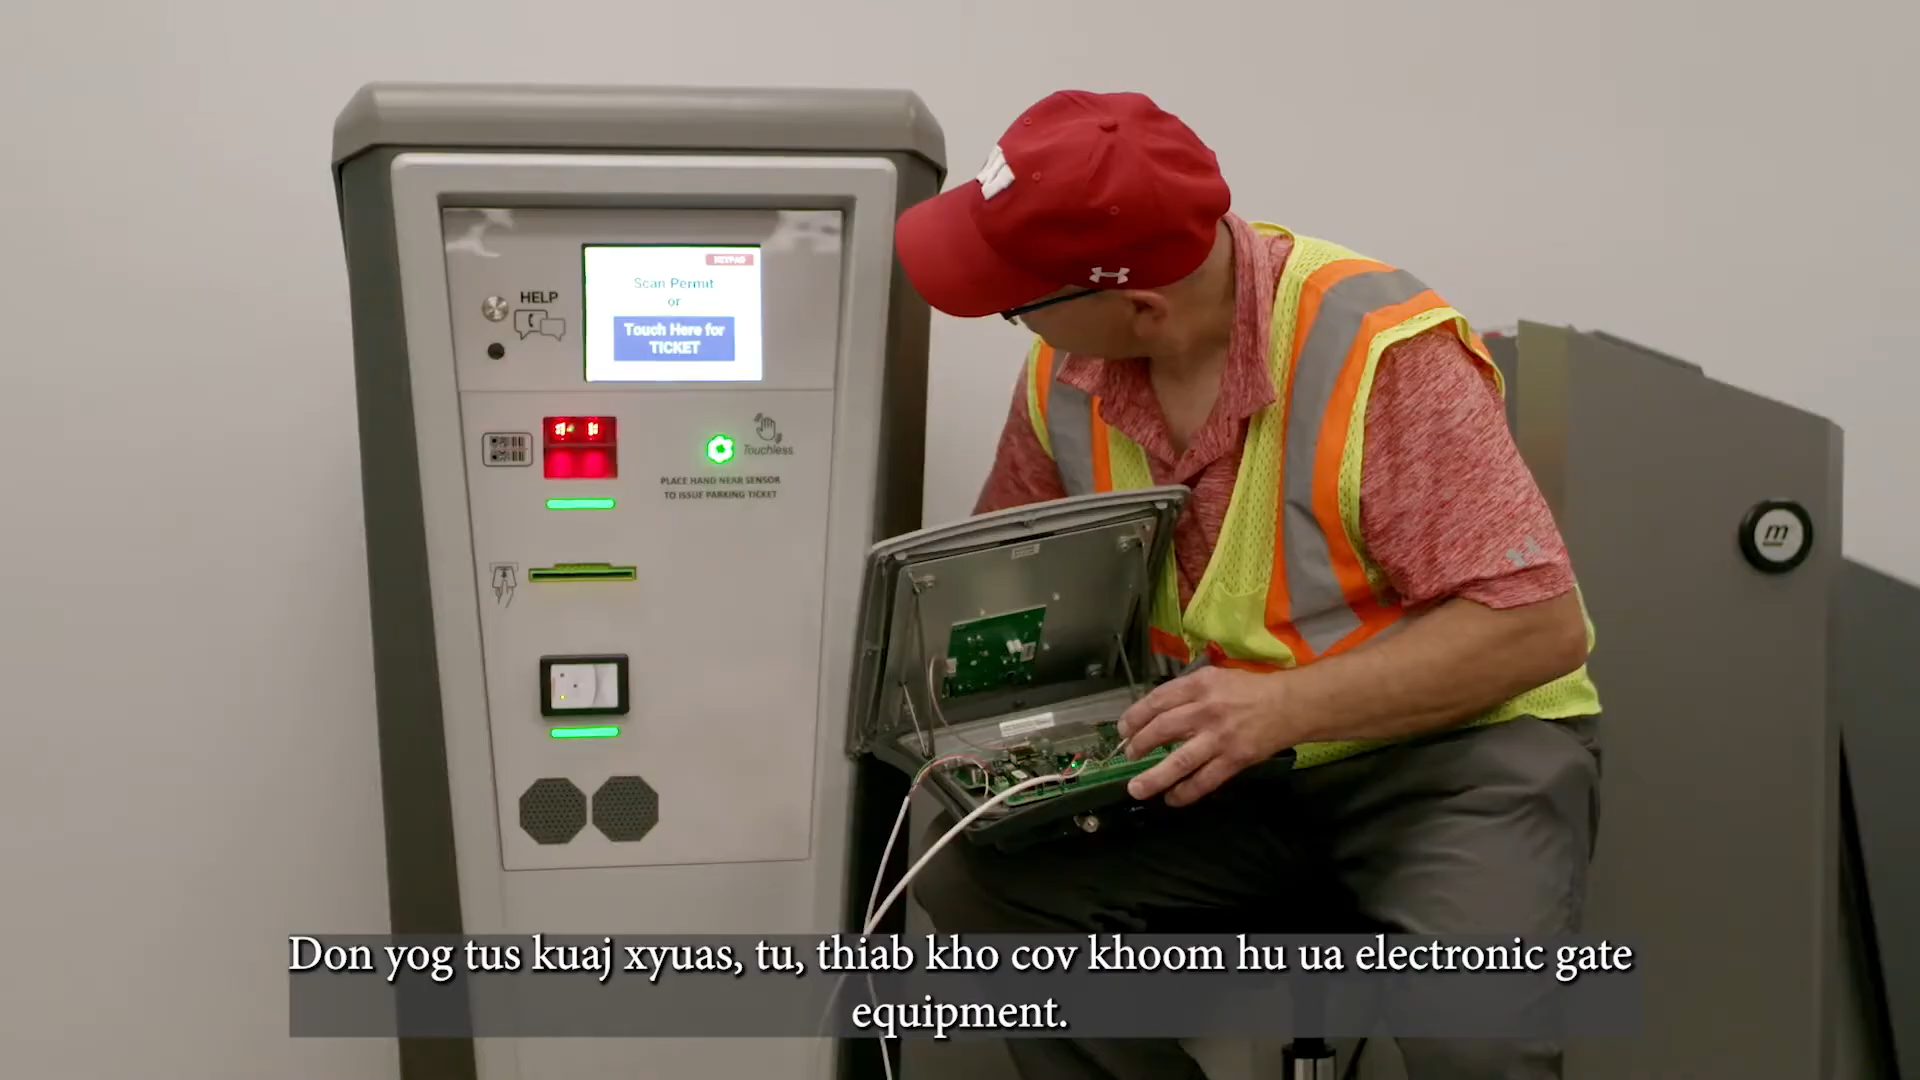 KEYPAD
Scan Permit
or
Touch Here for
TICKET
HELP
Touchless
PLACE HAND NEAR SENSOR
TO ISSUE PARKING TICKET
W
m
Don yog tus kuaj xyuas, tu, thiab kho cov khoom hu ua electronic gate
equipment.